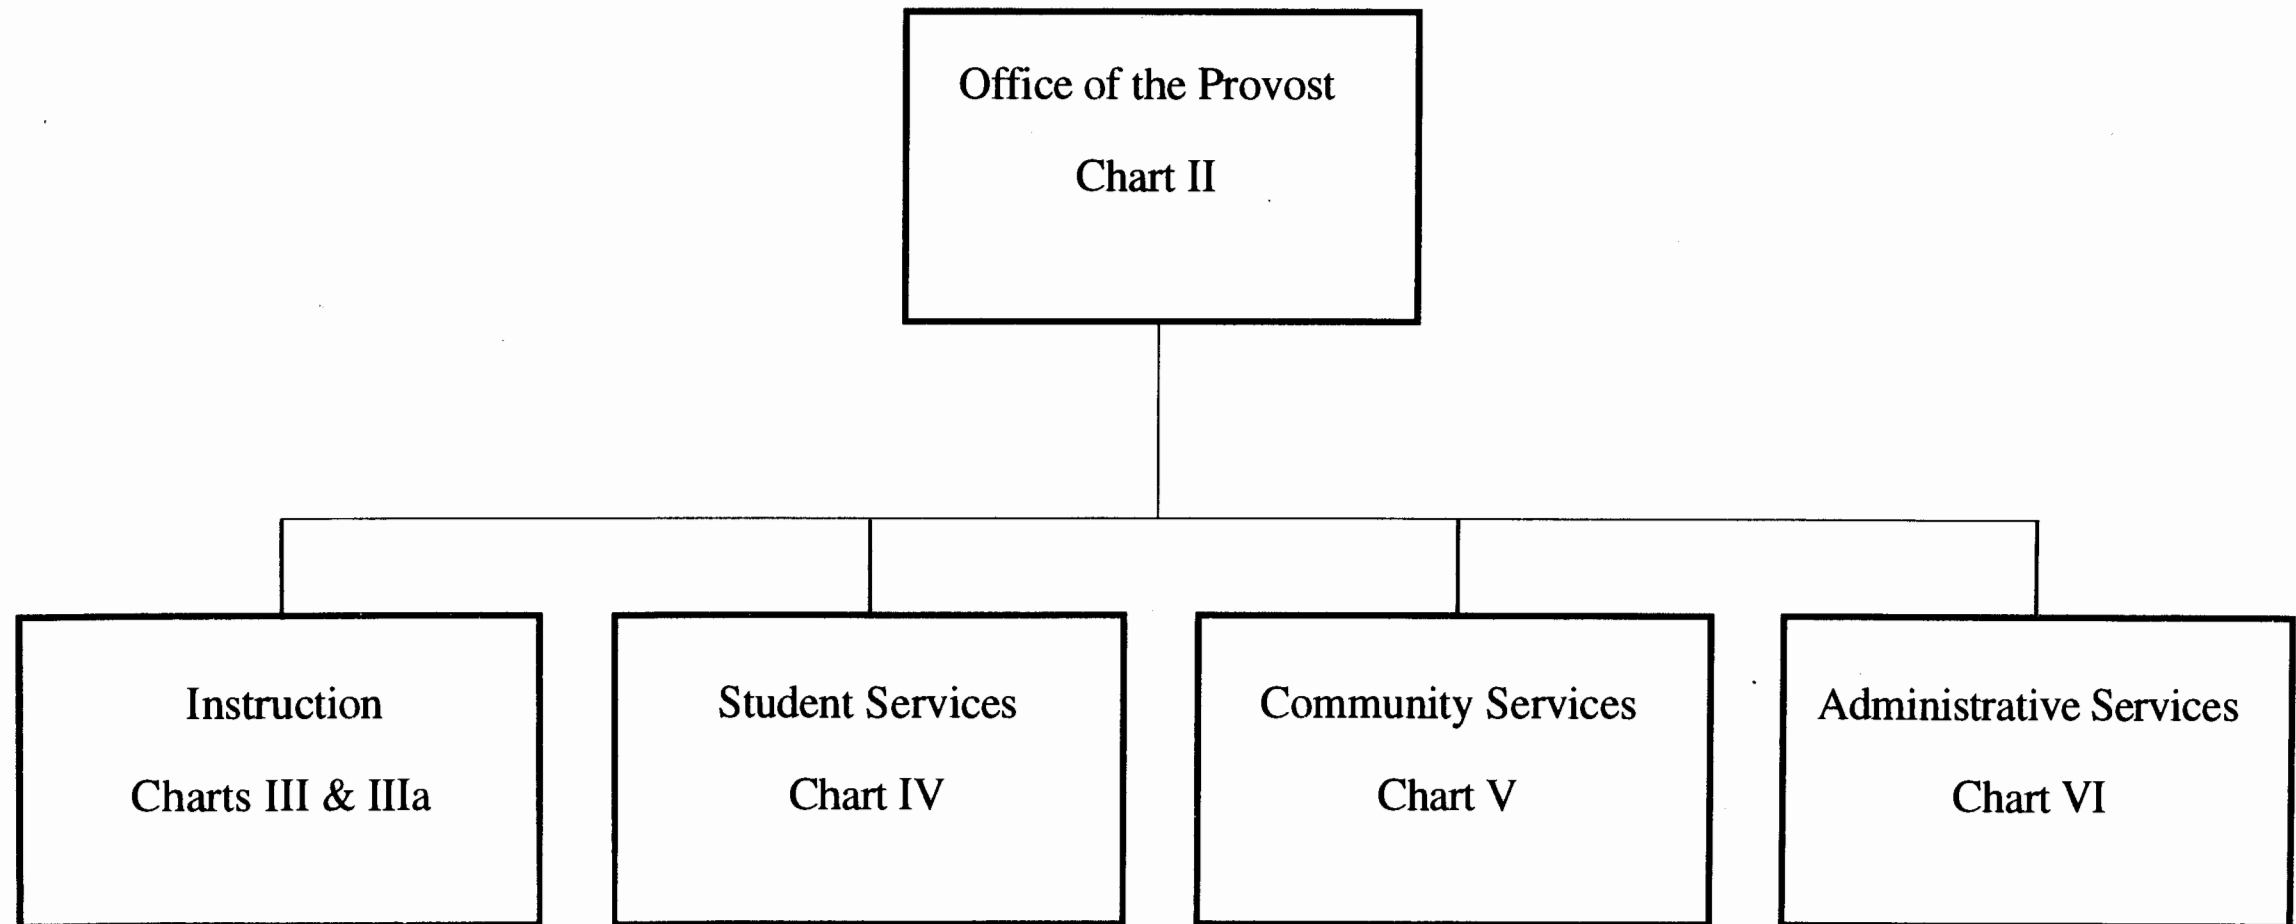 Office of the Provost
Chart II
Instruction
Charts III & IIIa
Student Services
Chart IV
Community Services
Chart V
Administrative Services
Chart VI